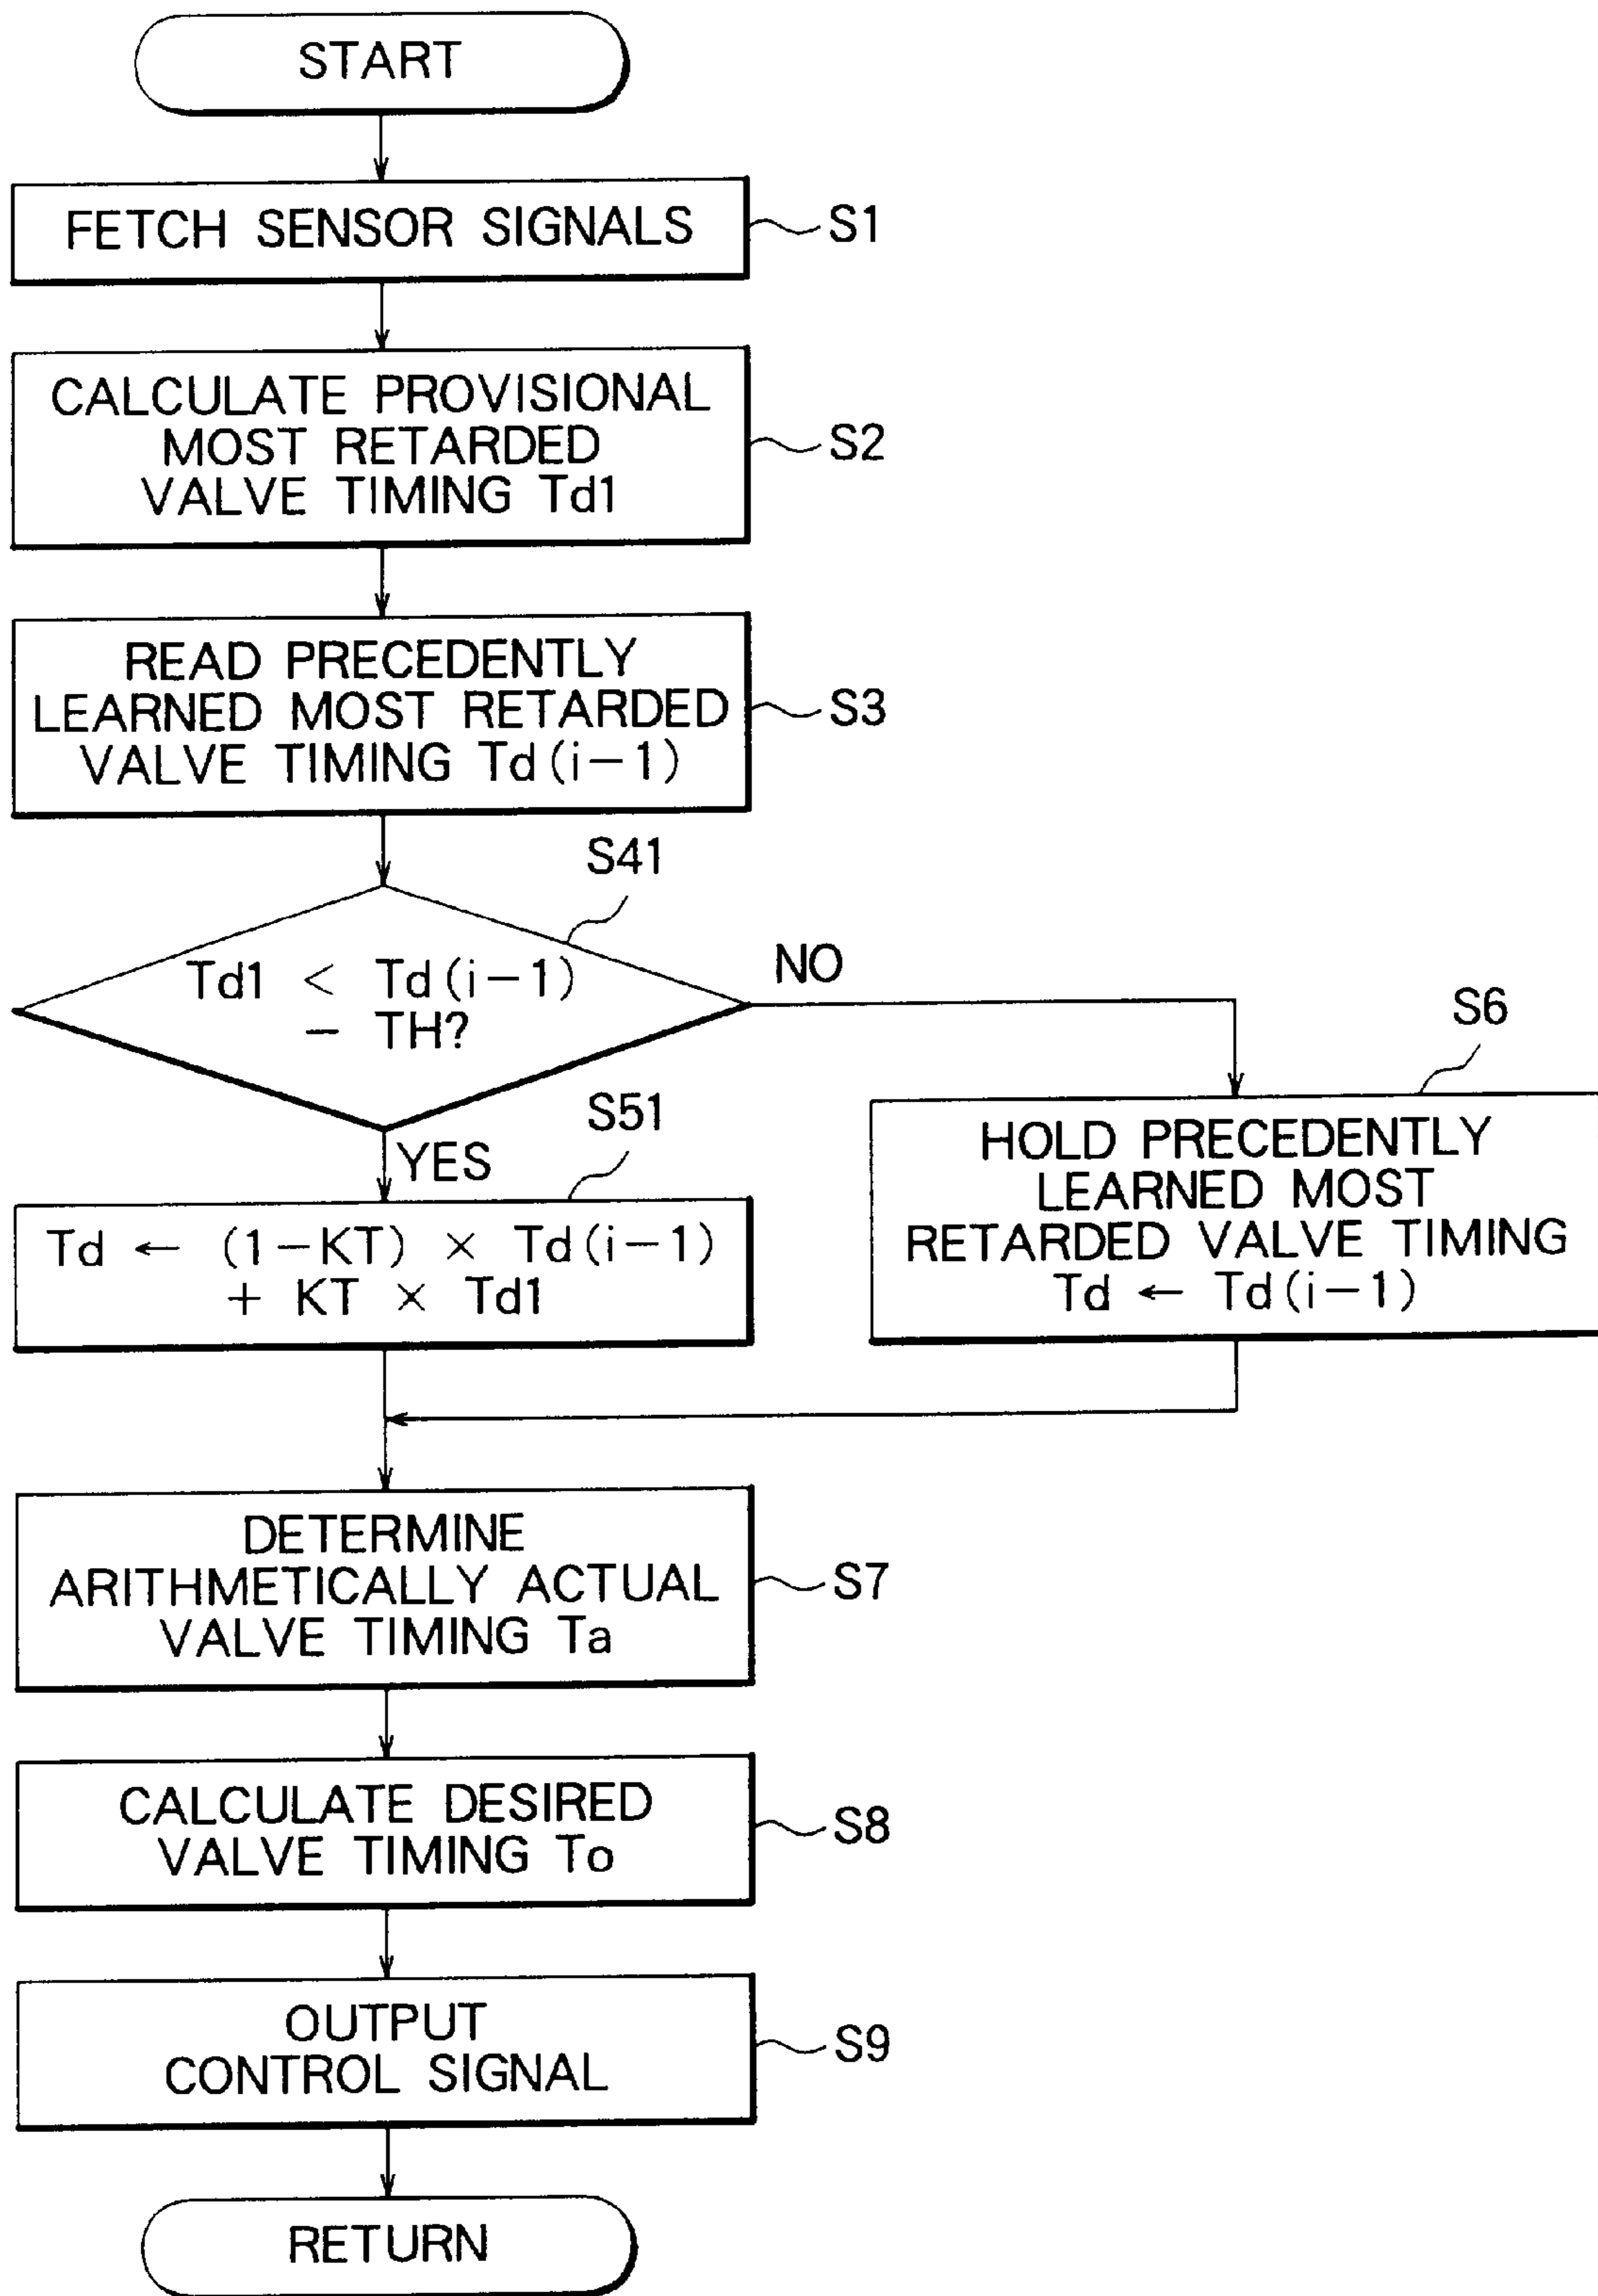 START
FETCH SENSOR SIGNALS
S1
CALCULATE PROVISIONAL
MOST RETARDED
VALVE TIMING Td1
S2
READ PRECEDENTLY
LEARNED MOST RETARDED
VALVE TIMING Td(i-1)
S3
S41
Td1 < Td(i-1)
- TH?
NO
YES
S51
Td ← (1-KT) × Td(i-1)
+ KT × Td1
S6
HOLD PRECEDENTLY
LEARNED MOST
RETARDED VALVE TIMING
Td ← Td(i-1)
DETERMINE
ARITHMETICALLY ACTUAL
VALVE TIMING Ta
S7
CALCULATE DESIRED
VALVE TIMING To
S8
OUTPUT
CONTROL SIGNAL
S9
RETURN